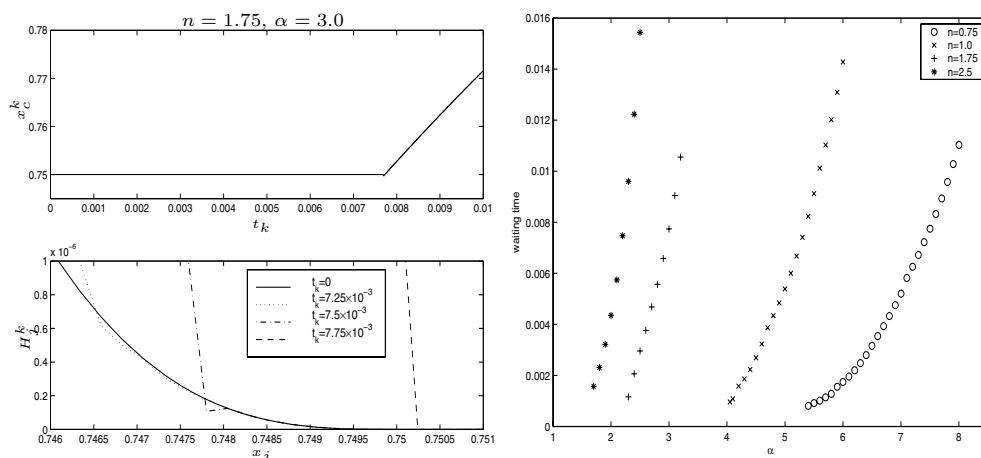 n = 1.75, α = 3.0
0.78
0.77
0.76
0.75
x_c^k
0 0.001 0.002 0.003 0.004 0.005 0.006 0.007 0.008 0.009 0.01
t_k
× 10^-6
1
0.8
0.6
0.4
0.2
0
H_i^k
t_k=0
t_k=7.25×10^-3
t_k=7.5×10^-3
t_k=7.75×10^-3
0.746 0.7465 0.747 0.7475 0.748 0.7485 0.749 0.7495 0.75 0.7505 0.751
x_i
0.016
0.014
0.012
0.01
0.008
0.006
0.004
0.002
0
waiting time
n=0.75
n=1.0
n=1.75
n=2.5
1 2 3 4 5 6 7 8
α